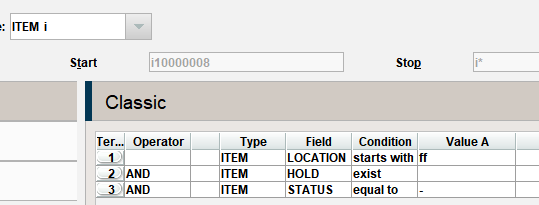 e: ITEM i
Start i10000008 Stop i*
Classic
Ter... Operator Type Field Condition Value A
1 ITEM LOCATION starts with ff
2 AND ITEM HOLD exist
3 AND ITEM STATUS equal to -